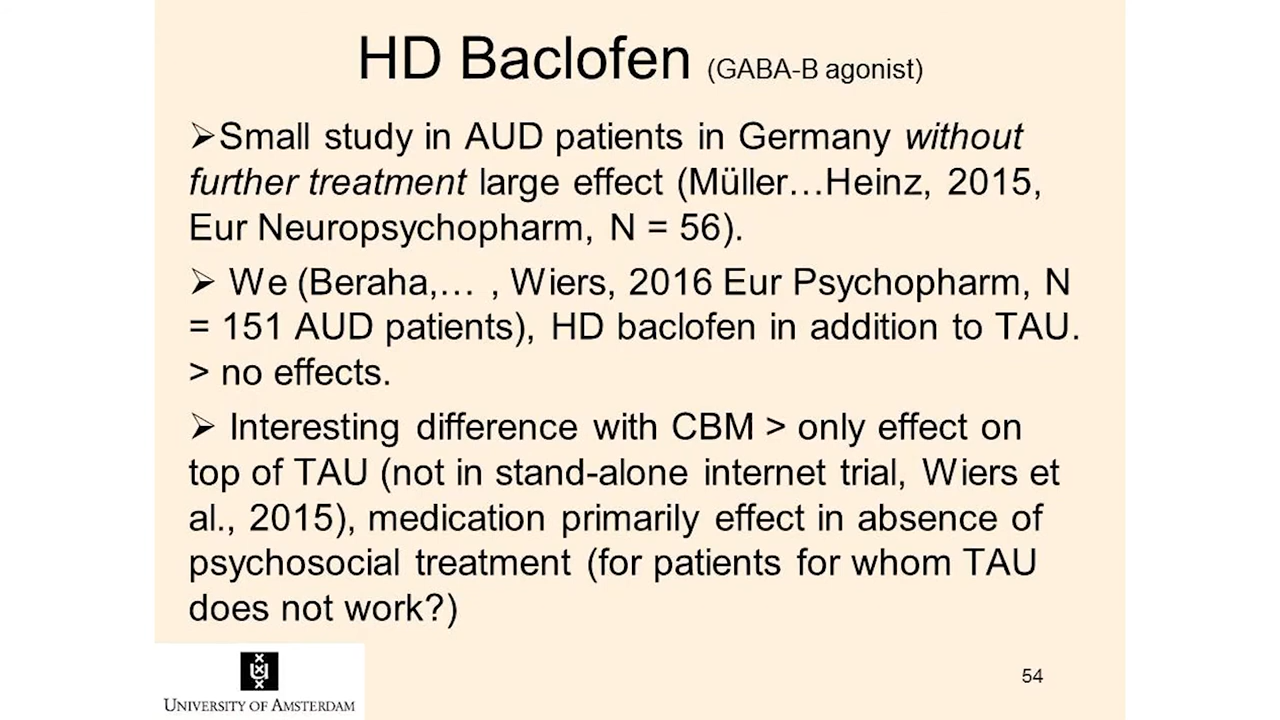 HD Baclofen (GABA-B agonist)
➢Small study in AUD patients in Germany without
further treatment large effect (Müller…Heinz, 2015,
Eur Neuropsychopharm, N = 56).
➢ We (Beraha,… , Wiers, 2016 Eur Psychopharm, N
= 151 AUD patients), HD baclofen in addition to TAU.
> no effects.
➢ Interesting difference with CBM > only effect on
top of TAU (not in stand-alone internet trial, Wiers et
al., 2015), medication primarily effect in absence of
psychosocial treatment (for patients for whom TAU
does not work?)
UNIVERSITY OF AMSTERDAM
54